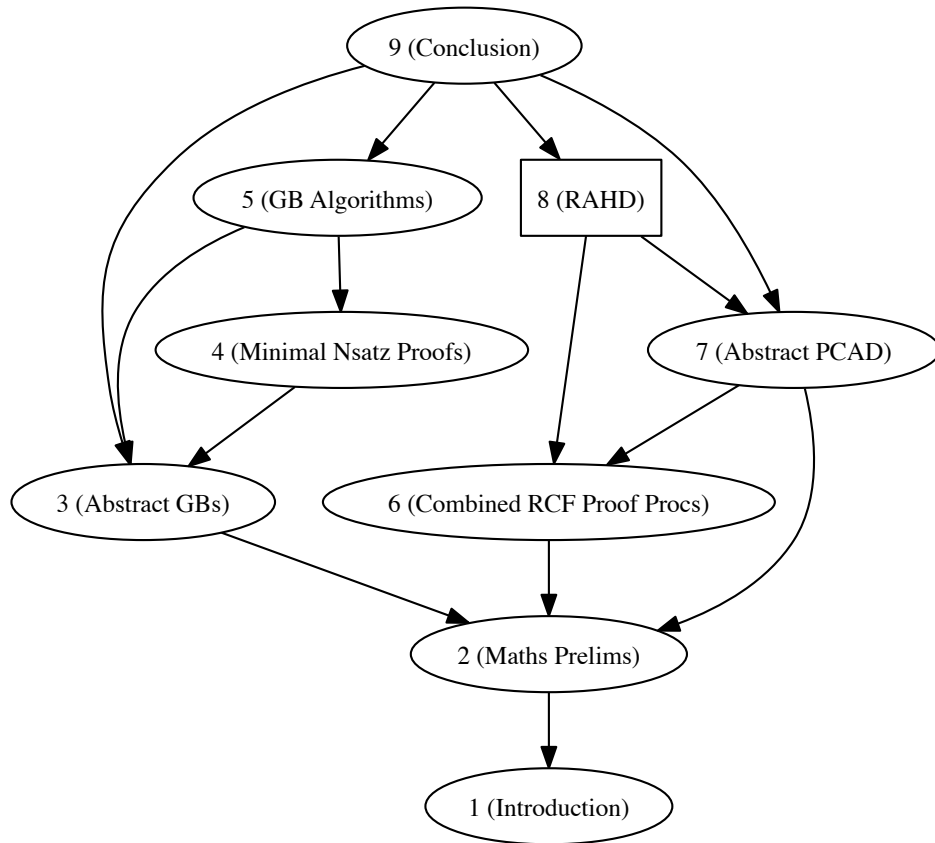 9 (Conclusion)
5 (GB Algorithms)
8 (RAHD)
4 (Minimal Nsatz Proofs)
7 (Abstract PCAD)
3 (Abstract GBs)
6 (Combined RCF Proof Procs)
2 (Maths Prelims)
1 (Introduction)